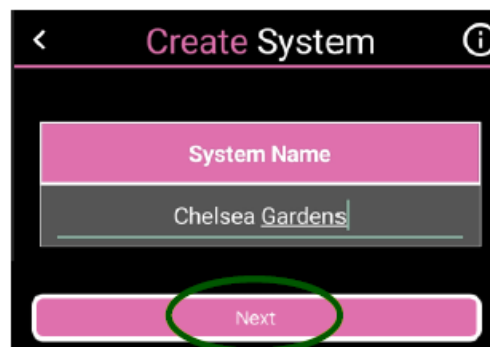 Create System
System Name
Chelsea Gardens
Next